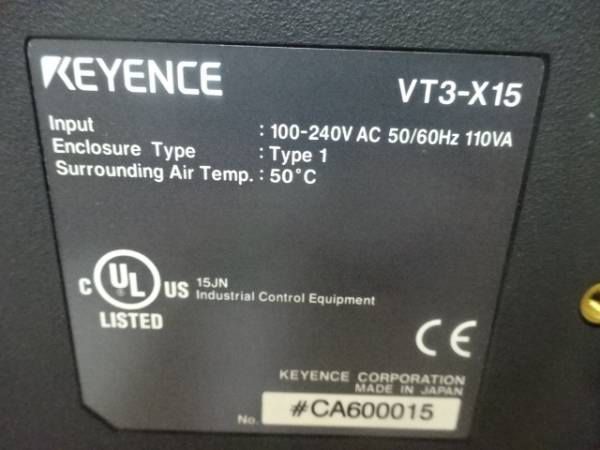 KEYENCE VT3-X15
Input : 100-240V AC 50/60Hz 110VA
Enclosure Type : Type 1
Surrounding Air Temp. : 50°C
C UL US 15JN
Industrial Control Equipment
LISTED
CE
KEYENCE CORPORATION
MADE IN JAPAN
No. #CA600015